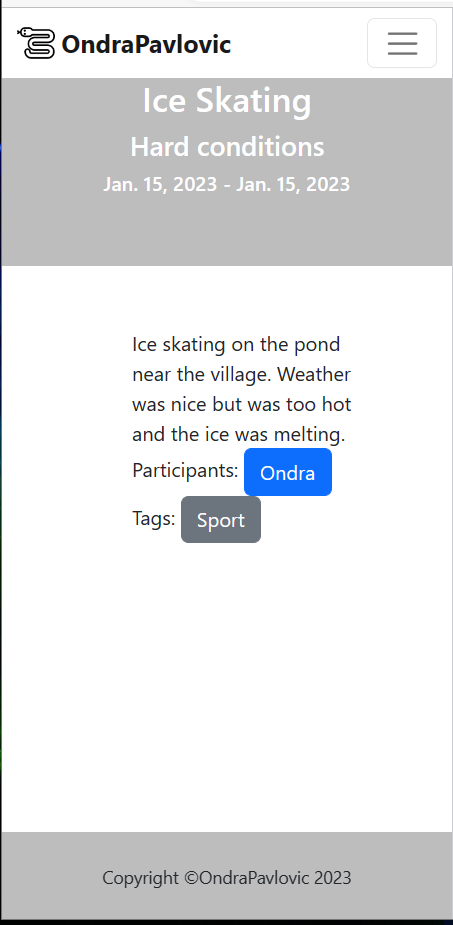 OndraPavlovic
Ice Skating
Hard conditions
Jan. 15, 2023 - Jan. 15, 2023
Ice skating on the pond
near the village. Weather
was nice but was too hot
and the ice was melting.
Participants: Ondra
Tags: Sport
Copyright ©OndraPavlovic 2023